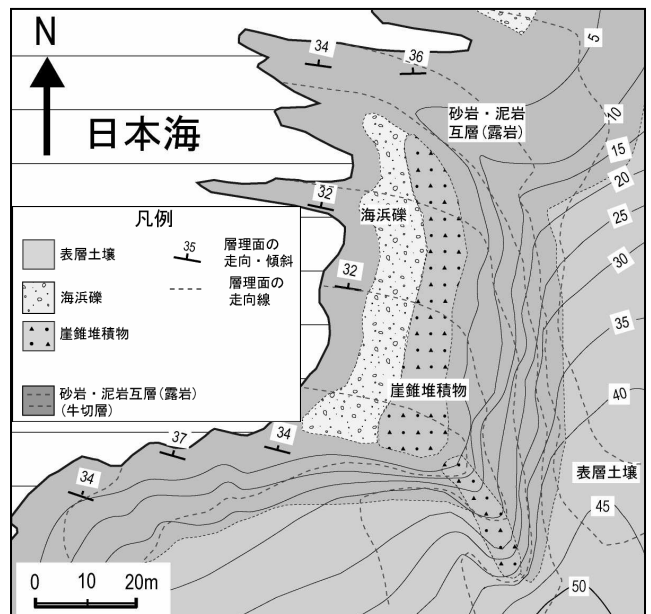 N
日本海
34
36
5
砂岩・泥岩
互層(露岩)
10
15
20
25
30
35
40
45
50
32
海浜礫
32
凡例
表層土壌
35
層理面の
走向・傾斜
海浜礫
層理面の
走向線
崖錐堆積物
砂岩・泥岩互層(露岩)
(牛切層)
崖錐堆積物
37
34
34
表層土壌
0 10 20m